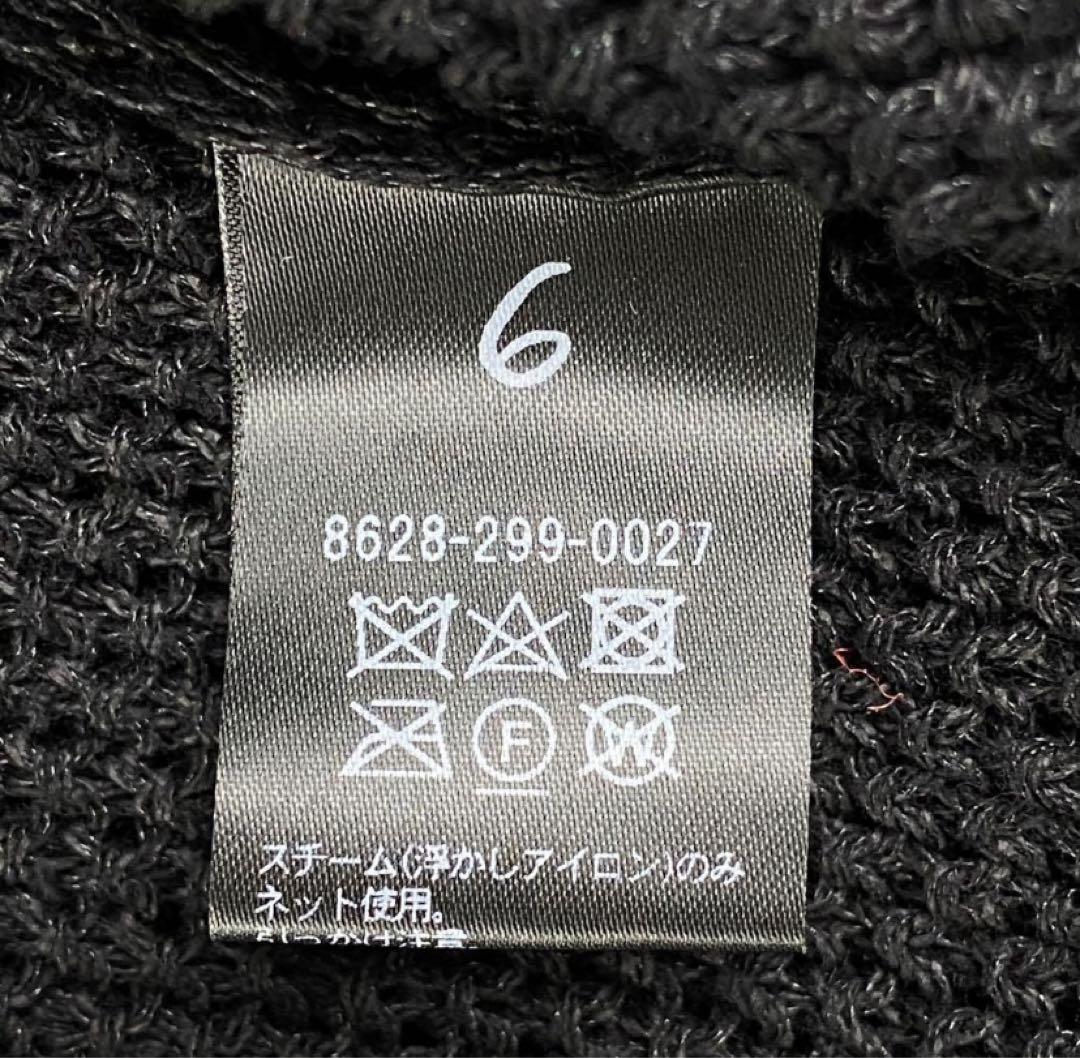 6
8628-299-0027
F
W
スチーム(浮かしアイロン)のみ
ネット使用。